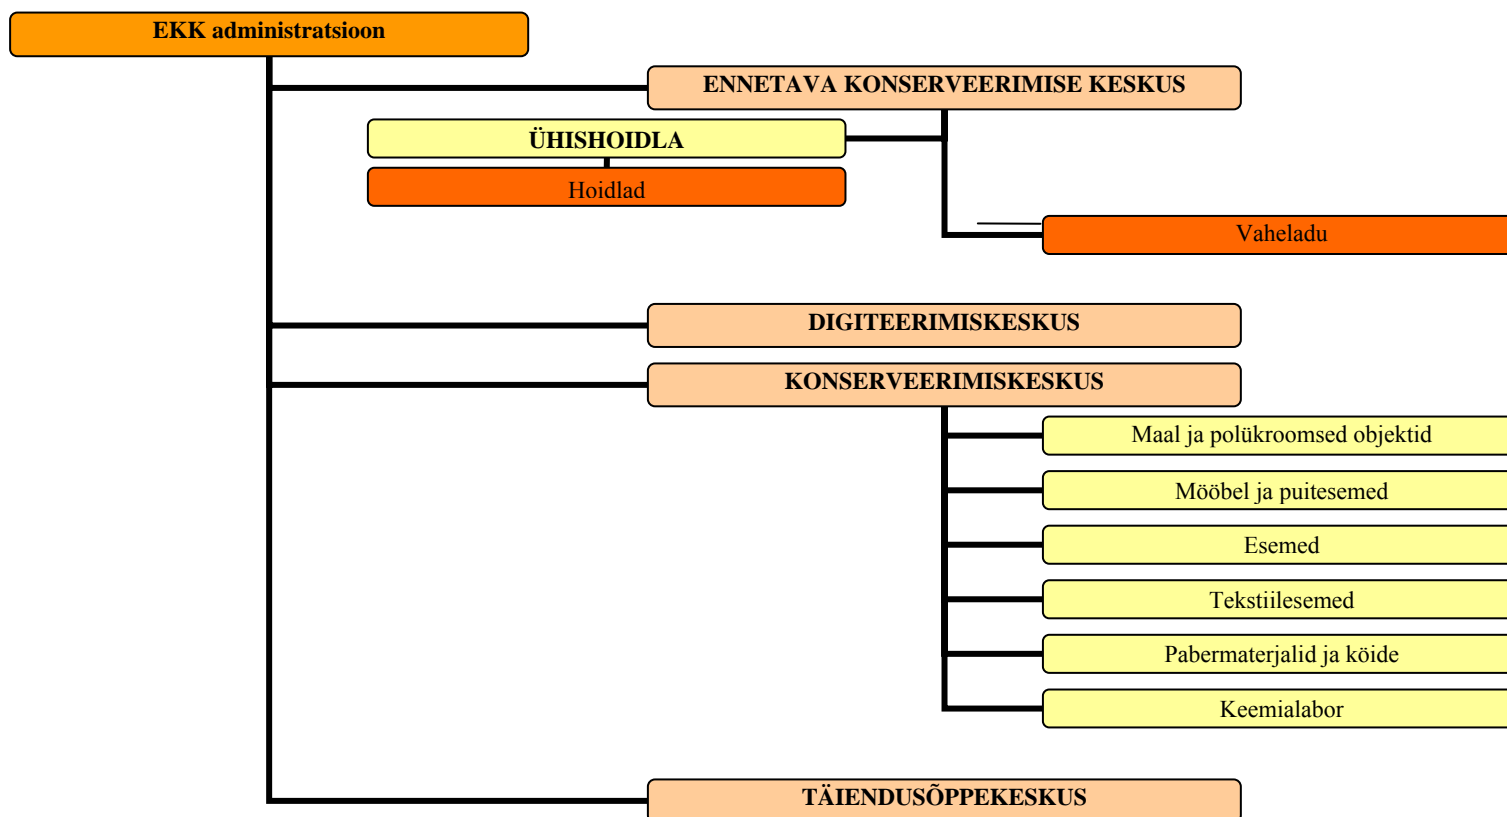 EKK administratsioon
ENNETAVA KONSERVEERIMISE KESKUS
ÜHISHOIDLA
Hoidlad
Vaheladu
DIGITEERIMISKESKUS
KONSERVEERIMISKESKUS
Maal ja polükroomsed objektid
Mööbel ja puitesemed
Esemed
Tekstiilesemed
Pabermaterjalid ja köide
Keemialabor
TÄIENDUSÕPPEKESKUS